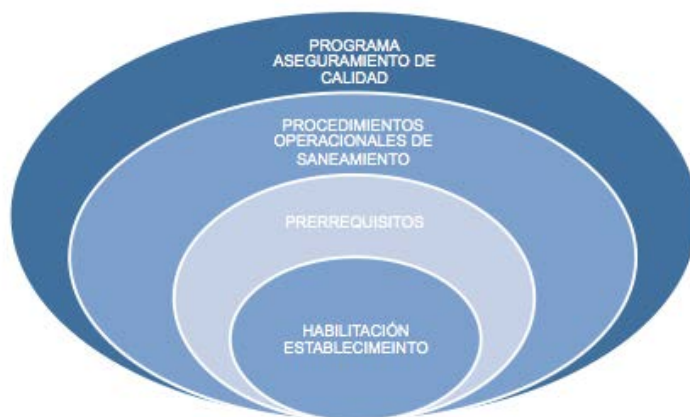 PROGRAMA
ASEGURAMIENTO DE
CALIDAD
PROCEDIMIENTOS
OPERACIONALES DE
SANEAMIENTO
PRERREQUISITOS
HABILITACIÓN
ESTABLECIMEINTO